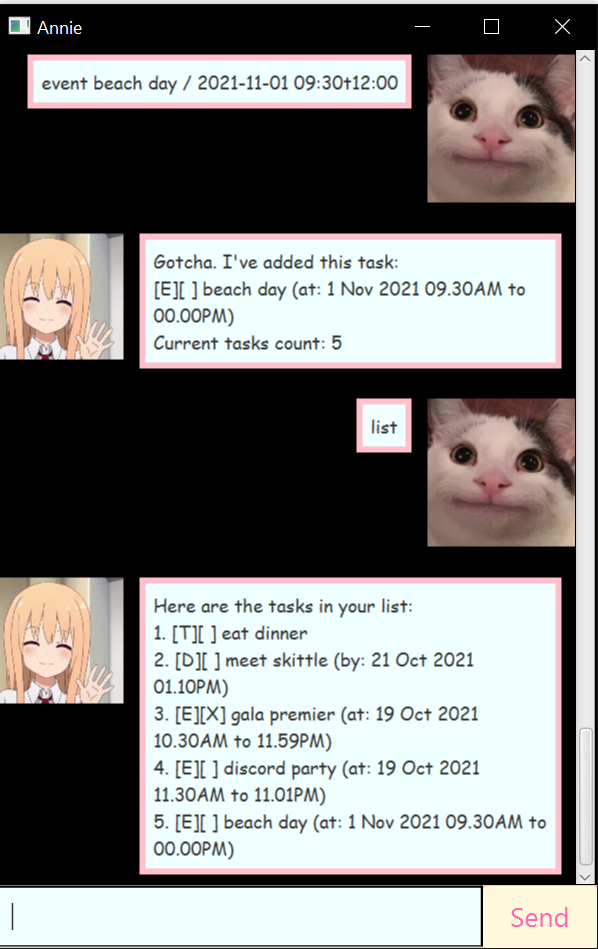 Annie
event beach day / 2021-11-01 09:30t12:00
Gotcha. I've added this task:
[E][ ] beach day (at: 1 Nov 2021 09.30AM to
00.00PM)
Current tasks count: 5
list
Here are the tasks in your list:
1. [T][ ] eat dinner
2. [D][ ] meet skittle (by: 21 Oct 2021
01.10PM)
3. [E][X] gala premier (at: 19 Oct 2021
10.30AM to 11.59PM)
4. [E][ ] discord party (at: 19 Oct 2021
11.30AM to 11.01PM)
5. [E][ ] beach day (at: 1 Nov 2021 09.30AM to
00.00PM)
Send